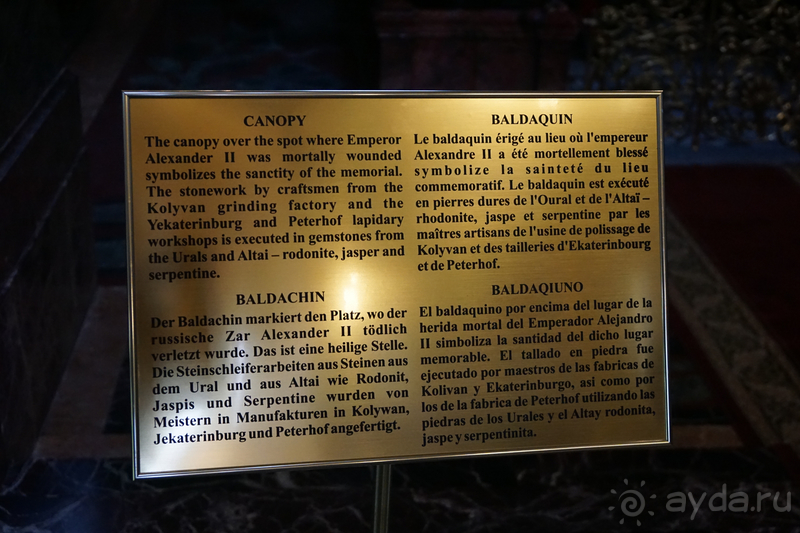 CANOPY
The canopy over the spot where Emperor
Alexander II was mortally wounded
symbolizes the sanctity of the memorial.
The stonework by craftsmen from the
Kolyvan grinding factory and the
Yekaterinburg and Peterhof lapidary
workshops is executed in gemstones from
the Urals and Altai – rodonite, jasper and
serpentine.
BALDAQUIN
Le baldaquin érigé au lieu où l'empereur
Alexandre II a été mortellement blessé
symbolize la sainteté du lieu
commemoratif. Le baldaquin est exécuté
en pierres dures de l'Oural et de l'Altaï –
rhodonite, jaspe et serpentine par les
maîtres artisans de l'usine de polissage de
Kolyvan et des tailleries d'Ekaterinbourg
et de Peterhof.
BALDACHIN
Der Baldachin markiert den Platz, wo der
russische Zar Alexander II tödlich
verletzt wurde. Das ist eine heilige Stelle.
Die Steinschleiferarbeiten aus Steinen aus
dem Ural und aus Altai wie Rodonit,
Jaspis und Serpentine wurden von
Meistern in Manufakturen in Kolywan,
Jekaterinburg und Peterhof angefertigt.
BALDAQIUNO
El baldaquino por encima del lugar de la
herida mortal del Emperador Alejandro
II simboliza la santidad del dicho lugar
memorable. El tallado en piedra fue
ejecutado por maestros de las fabricas de
Kolivan y Ekaterinburgo, asi como por
los de la fabrica de Peterhof utilizando las
piedras de los Urales y el Altay rodonita,
jaspe y serpentinita.
ayda.ru